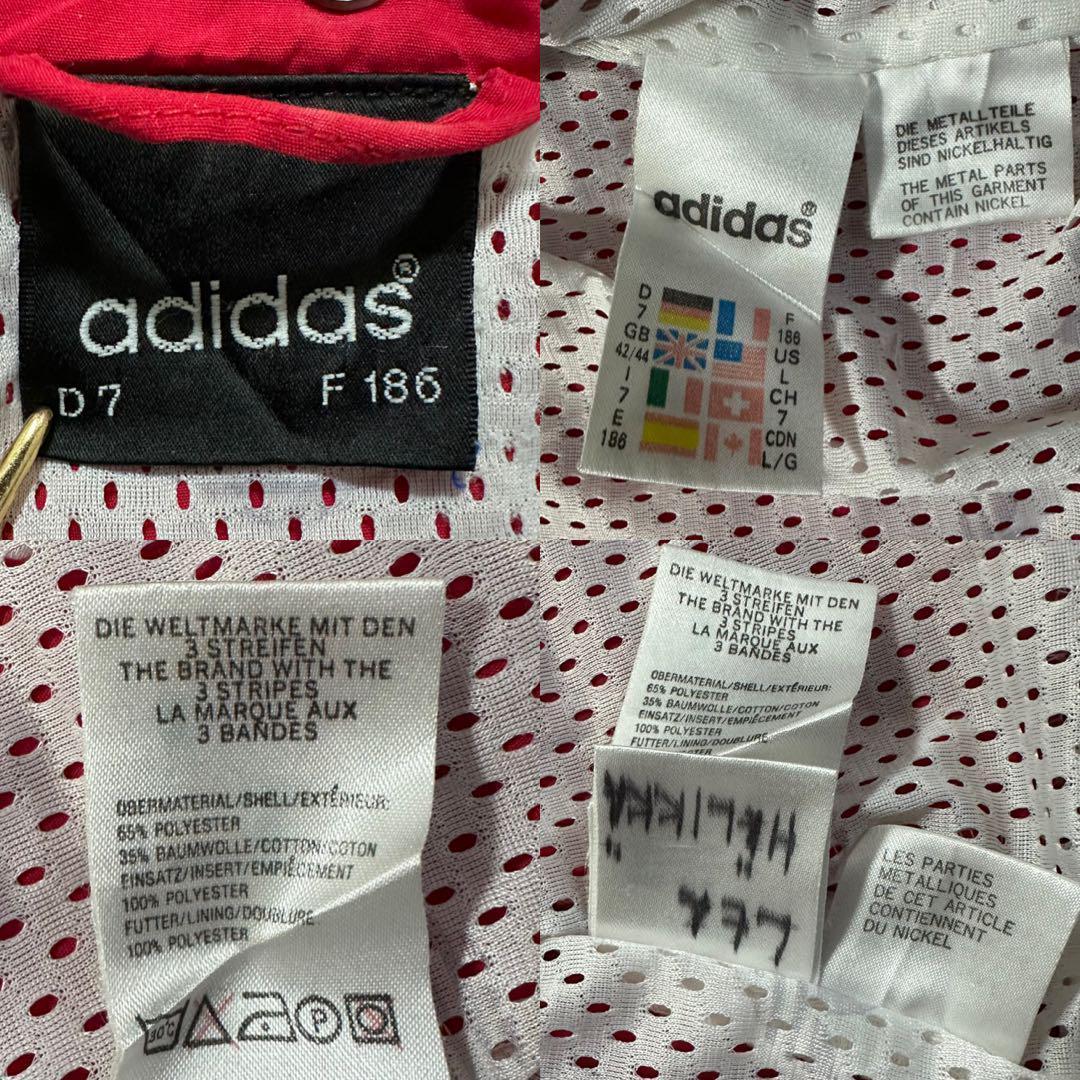 adidas®
D 7 F 186
adidas®
D
7
GB
42/44
I
7
E
186
F
186
US
L
CH
7
CDN
L/G
DIE METALLTEILE
DIESES ARTIKELS
SIND NICKELHALTIG
THE METAL PARTS
OF THIS GARMENT
CONTAIN NICKEL
DIE WELTMARKE MIT DEN
3 STREIFEN
THE BRAND WITH THE
3 STRIPES
LA MARQUE AUX
3 BANDES
OBERMATERIAL/SHELL/EXTÉRIEUR:
65% POLYESTER
35% BAUMWOLLE/COTTON/COTON
EINSATZ/INSERT/EMPIÈCEMENT
100% POLYESTER
FUTTER/LINING/DOUBLURE
100% POLYESTER
30°C
P
DIE WELTMARKE MIT DEN
3 STREIFEN
THE BRAND WITH THE
3 STRIPES
LA MARQUE AUX
3 BANDES
OBERMATERIAL/SHELL/EXTÉRIEUR:
65% POLYESTER
35% BAUMWOLLE/COTTON/COTON
EINSATZ/INSERT/EMPIÈCEMENT
100% POLYESTER
FUTTER/LINING/DOUBLURE:
LES PARTIES
METALLIQUES
DE CET ARTICLE
CONTIENNENT
DU NICKEL